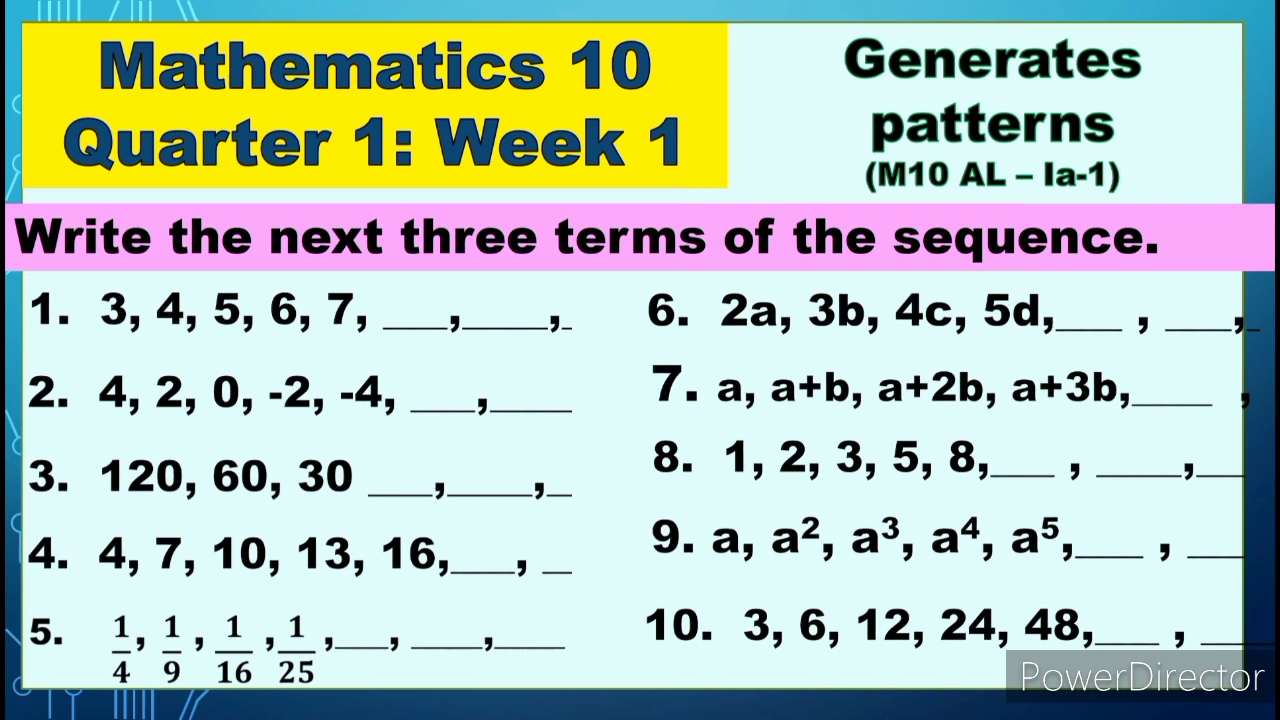 Mathematics 10
Quarter 1: Week 1
Generates
patterns
(M10 AL – Ia-1)
Write the next three terms of the sequence.
1. 3, 4, 5, 6, 7, ___,____,_
2. 4, 2, 0, -2, -4, ___,____
3. 120, 60, 30 ___,____,_
4. 4, 7, 10, 13, 16,___, _
5. 1/4, 1/9, 1/16, 1/25,___, ____,____
6. 2a, 3b, 4c, 5d,___ , ___,_
7. a, a+b, a+2b, a+3b,____ ,
8. 1, 2, 3, 5, 8,___ , ____,__
9. a, a², a³, a⁴, a⁵,___ , ___
10. 3, 6, 12, 24, 48,___ , ____
PowerDirector